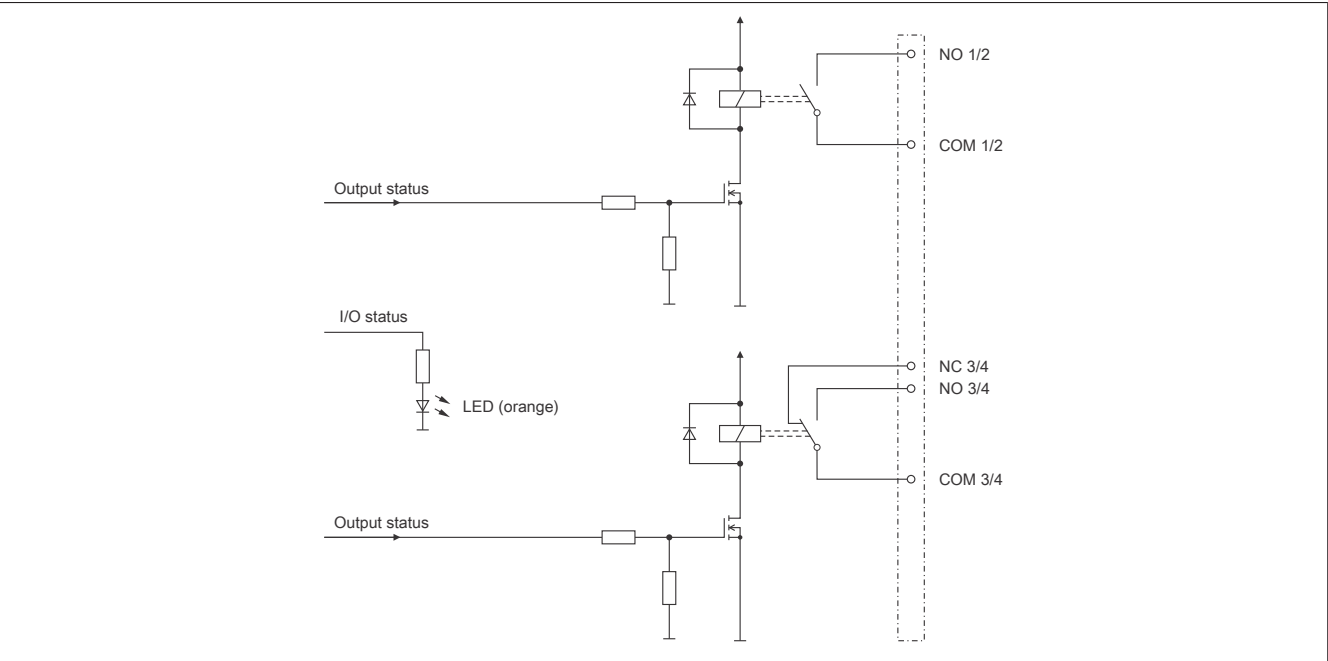 NO 1/2
COM 1/2
Output status
I/O status
LED (orange)
NC 3/4
NO 3/4
COM 3/4
Output status